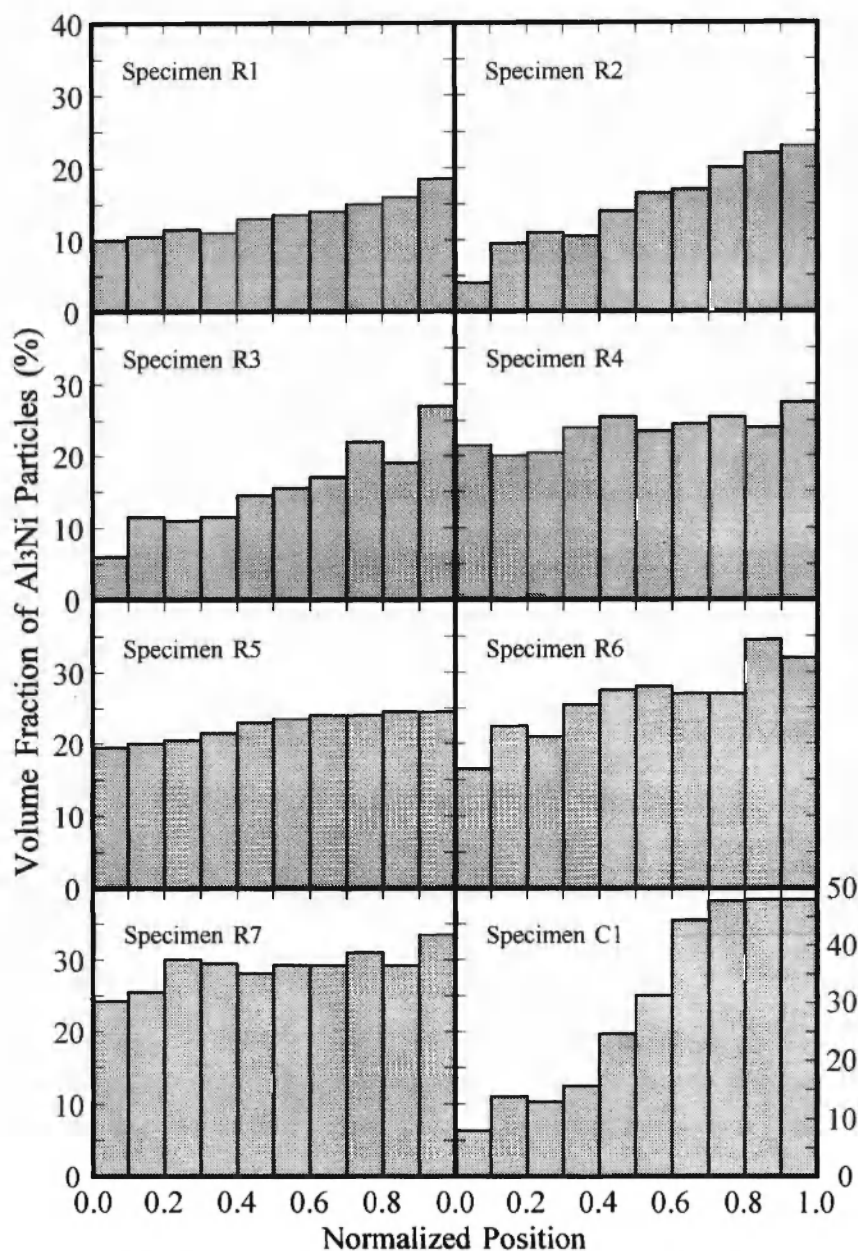 Volume Fraction of Al3Ni Particles (%)
40
30
20
10
0
Specimen R1
Specimen R2
30
20
10
0
Specimen R3
Specimen R4
30
20
10
0
Specimen R5
Specimen R6
30
20
10
0
Specimen R7
Specimen C1
50
40
30
20
10
0
0.0 0.2 0.4 0.6 0.8 0.0 0.2 0.4 0.6 0.8 1.0
Normalized Position